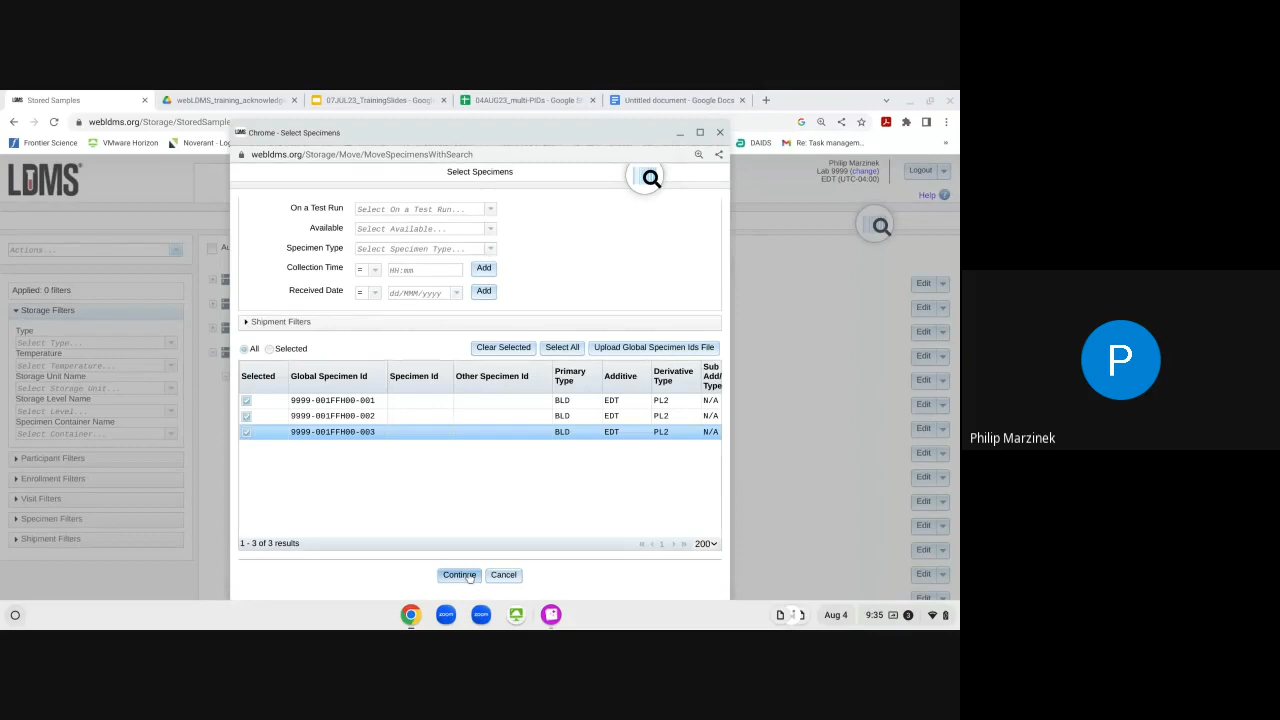 Stored Samples
webLDMS_training_acknowledg
07JUL23_TrainingSlides - Google
04AUG23_multi-PIDs - Google
Untitled document - Google Docs
webldms.org/Storage/StoredSample
Frontier Science
VMware Horizon
Noverant - Log
DAIDS
Re: Task managem...
LDMS
Philip Marzinek
Lab 9999 (change)
EDT (UTC-04:00)
Logout
Help
Actions...
Applied: 0 filters
Storage Filters
Type
Select Type...
Temperature
Select Temperature...
Storage Unit Name
Select Storage Unit...
Storage Level Name
Select Level...
Specimen Container Name
Select Container...
Participant Filters
Enrollment Filters
Visit Filters
Specimen Filters
Shipment Filters
LDMS Chrome - Select Specimens
webldms.org/Storage/Move/MoveSpecimensWithSearch
Select Specimens
On a Test Run Select On a Test Run...
Available Select Available...
Specimen Type Select Specimen Type...
Collection Time = HH:mm Add
Received Date = dd/MMM/yyyy Add
Shipment Filters
All Selected Clear Selected Select All Upload Global Specimen Ids File
Selected Global Specimen Id Specimen Id Other Specimen Id Primary Type Additive Derivative Type Sub Add/ Type
9999-001FFH00-001 BLD EDT PL2 N/A
9999-001FFH00-002 BLD EDT PL2 N/A
9999-001FFH00-003 BLD EDT PL2 N/A
1 - 3 of 3 results 1 200
Continue Cancel
Edit
Edit
Edit
Edit
Edit
Edit
Edit
Edit
Edit
Edit
Edit
Edit
Edit
Edit
zoom
zoom
Aug 4
9:35
3
P
Philip Marzinek